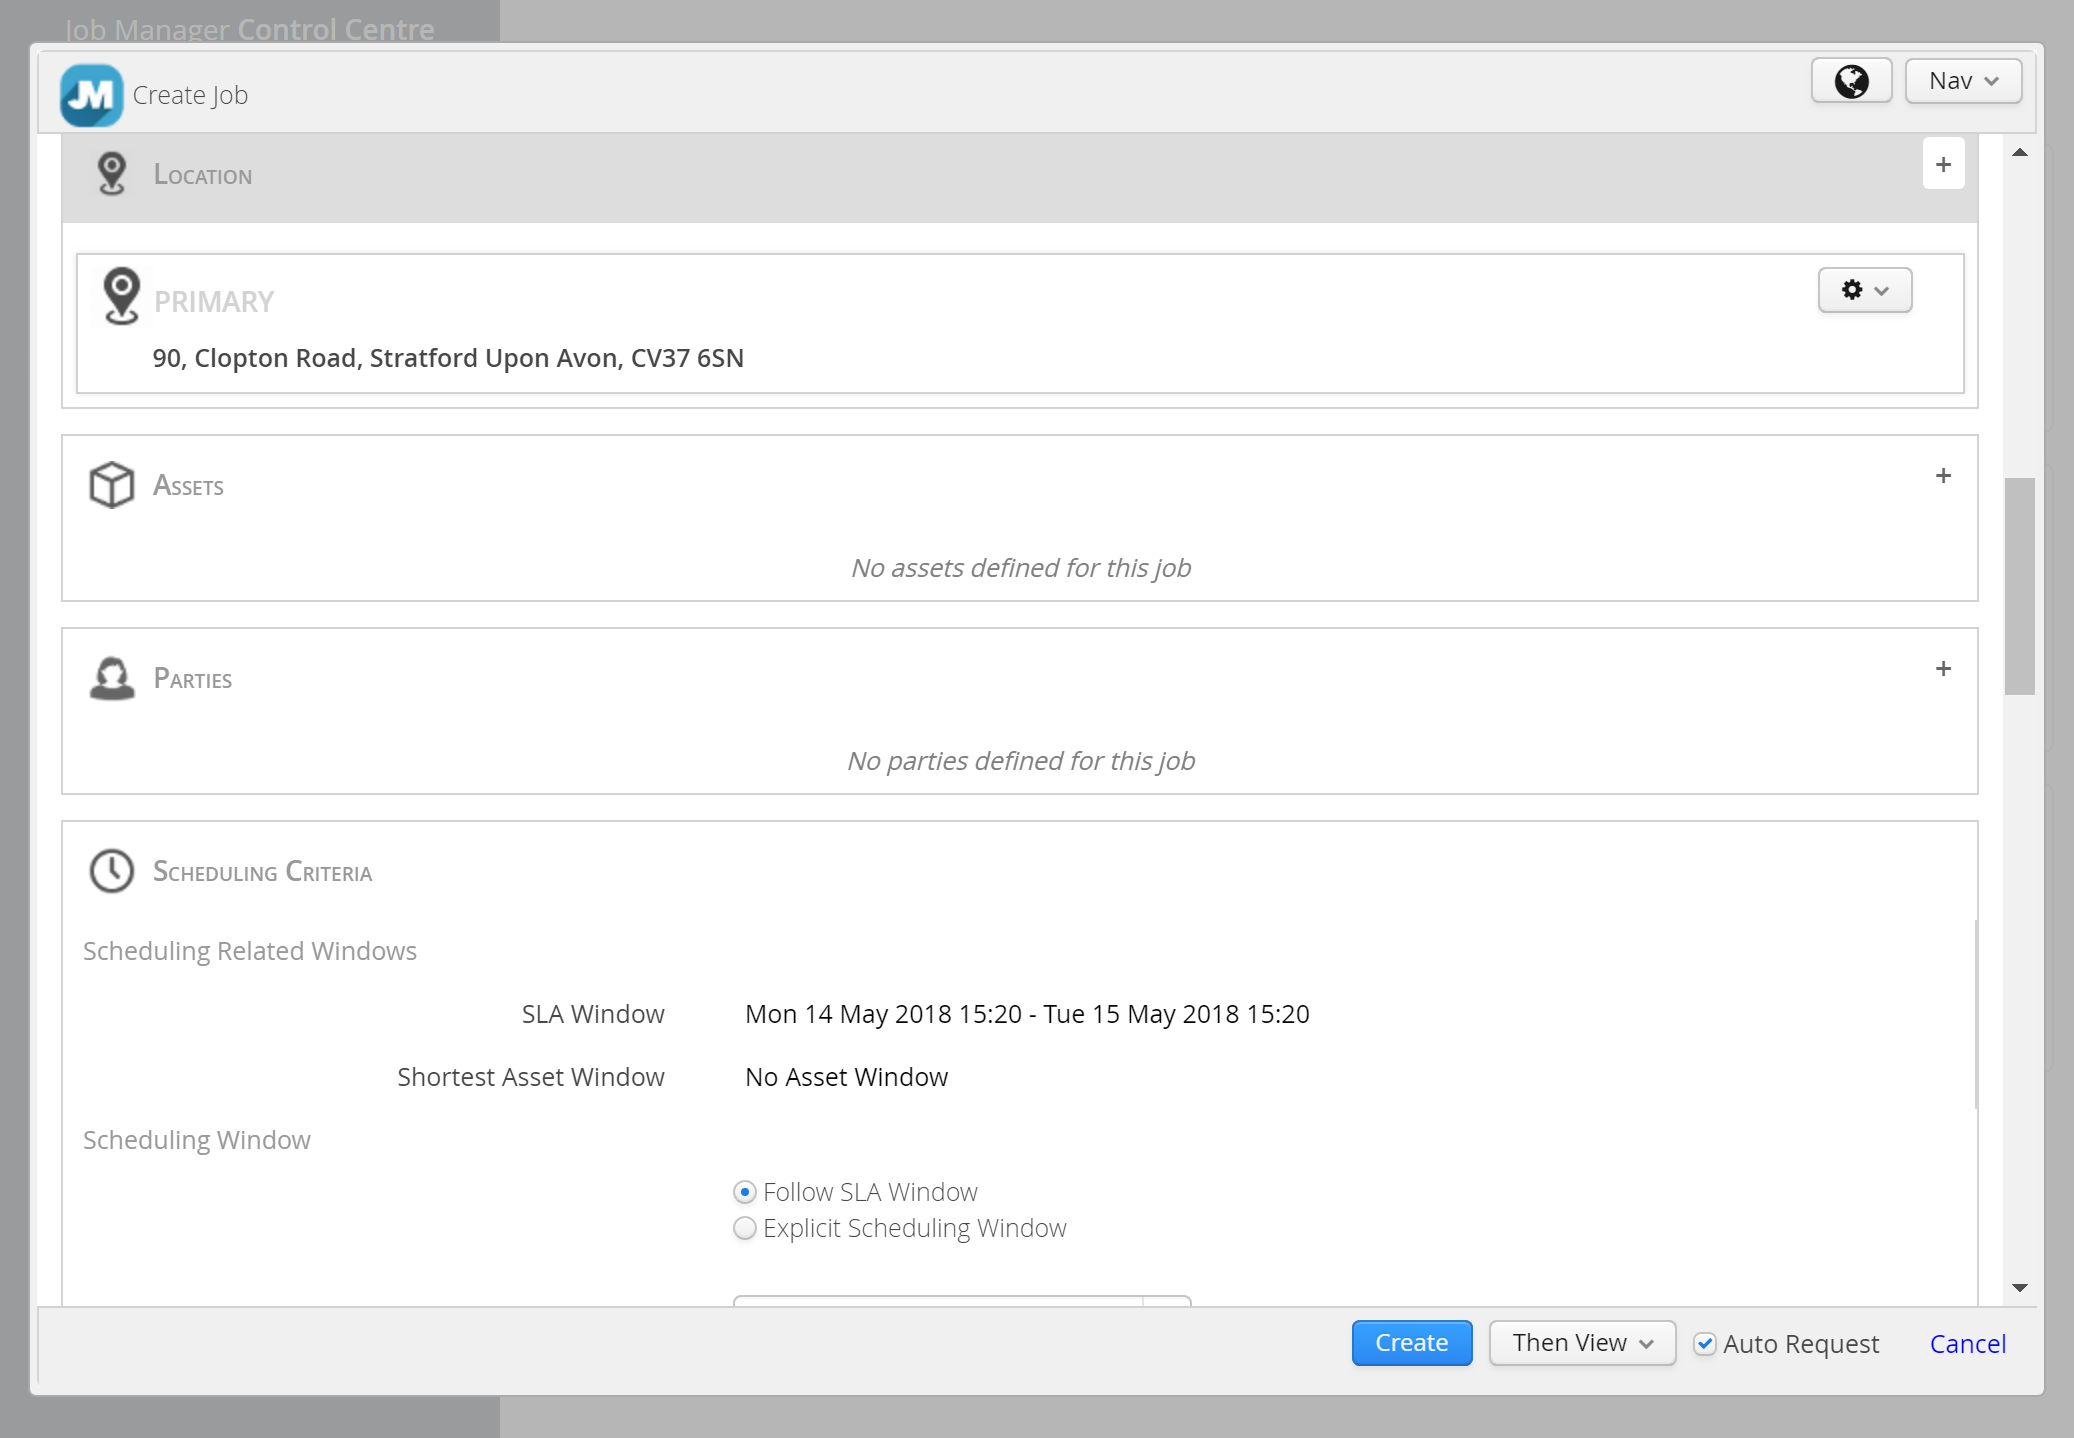 Job Manager Control Centre
JM Create Job
Nav
LOCATION
+
PRIMARY
90, Clopton Road, Stratford Upon Avon, CV37 6SN
ASSETS
+
No assets defined for this job
PARTIES
+
No parties defined for this job
SCHEDULING CRITERIA
Scheduling Related Windows
SLA Window Mon 14 May 2018 15:20 - Tue 15 May 2018 15:20
Shortest Asset Window No Asset Window
Scheduling Window
Follow SLA Window
Explicit Scheduling Window
Create Then View Auto Request Cancel